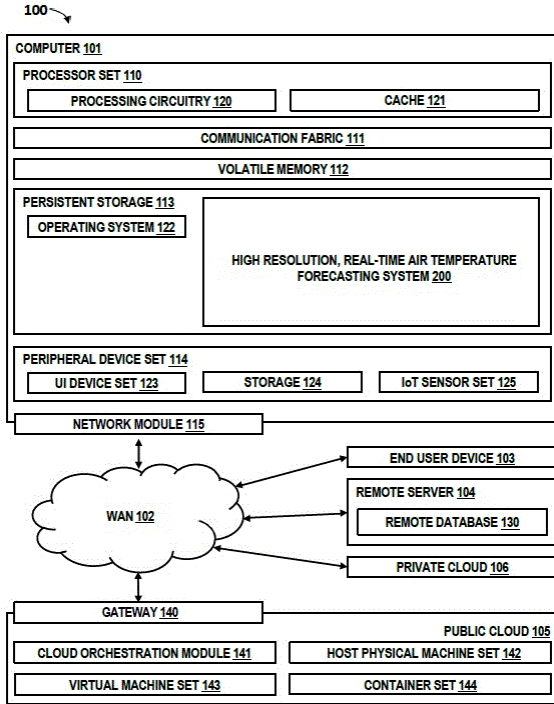 100
COMPUTER 101
PROCESSOR SET 110
PROCESSING CIRCUITRY 120
CACHE 121
COMMUNICATION FABRIC 111
VOLATILE MEMORY 112
PERSISTENT STORAGE 113
OPERATING SYSTEM 122
HIGH RESOLUTION, REAL-TIME AIR TEMPERATURE
FORECASTING SYSTEM 200
PERIPHERAL DEVICE SET 114
UI DEVICE SET 123
STORAGE 124
IoT SENSOR SET 125
NETWORK MODULE 115
WAN 102
END USER DEVICE 103
REMOTE SERVER 104
REMOTE DATABASE 130
PRIVATE CLOUD 106
GATEWAY 140
PUBLIC CLOUD 105
CLOUD ORCHESTRATION MODULE 141
HOST PHYSICAL MACHINE SET 142
VIRTUAL MACHINE SET 143
CONTAINER SET 144